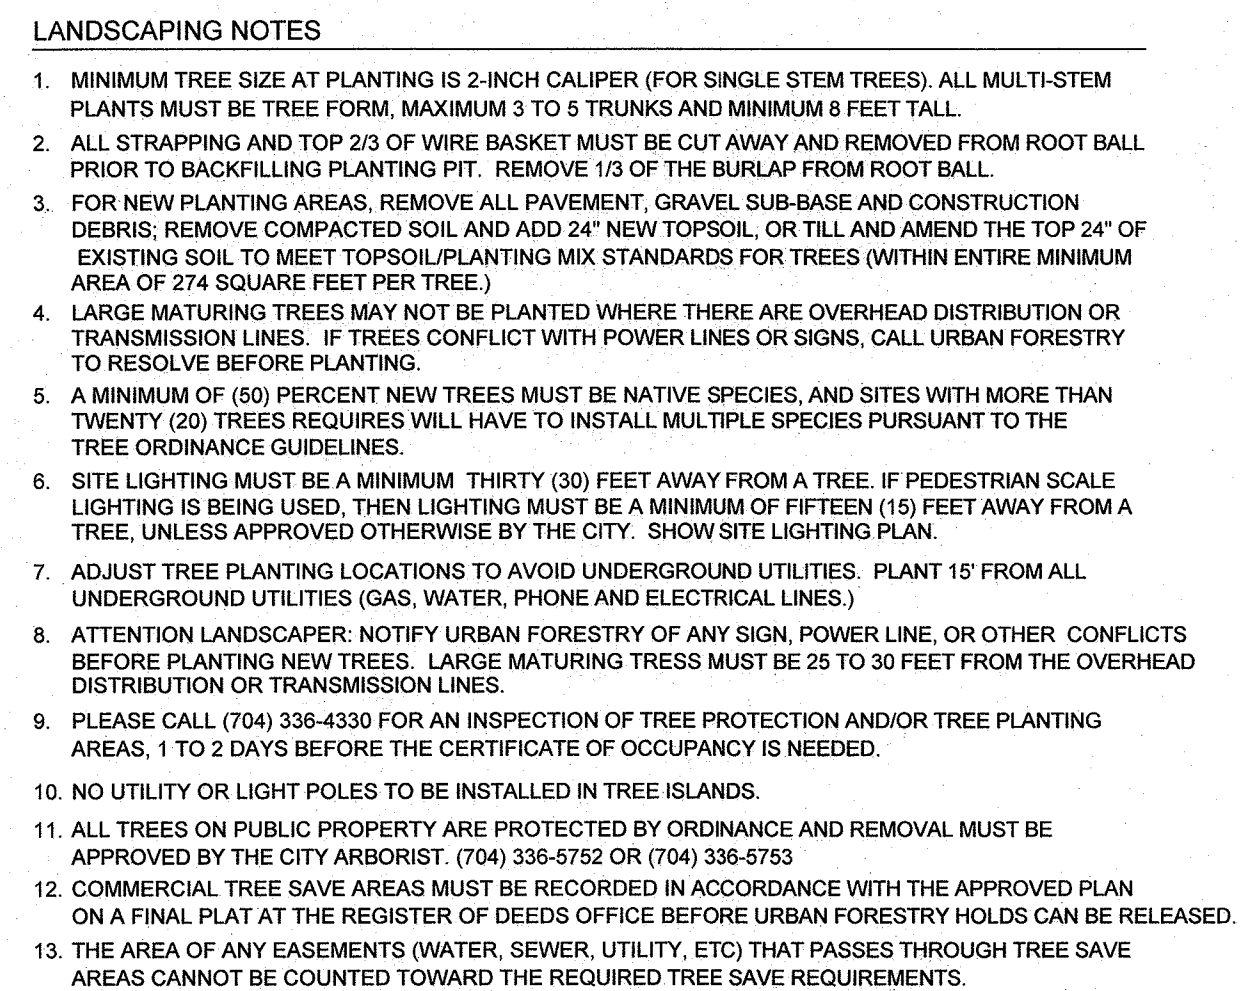 LANDSCAPING NOTES
1. MINIMUM TREE SIZE AT PLANTING IS 2-INCH CALIPER (FOR SINGLE STEM TREES). ALL MULTI-STEM
PLANTS MUST BE TREE FORM, MAXIMUM 3 TO 5 TRUNKS AND MINIMUM 8 FEET TALL.
2. ALL STRAPPING AND TOP 2/3 OF WIRE BASKET MUST BE CUT AWAY AND REMOVED FROM ROOT BALL
PRIOR TO BACKFILLING PLANTING PIT. REMOVE 1/3 OF THE BURLAP FROM ROOT BALL.
3. FOR NEW PLANTING AREAS, REMOVE ALL PAVEMENT, GRAVEL SUB-BASE AND CONSTRUCTION
DEBRIS; REMOVE COMPACTED SOIL AND ADD 24" NEW TOPSOIL, OR TILL AND AMEND THE TOP 24" OF
EXISTING SOIL TO MEET TOPSOIL/PLANTING MIX STANDARDS FOR TREES (WITHIN ENTIRE MINIMUM
AREA OF 274 SQUARE FEET PER TREE.)
4. LARGE MATURING TREES MAY NOT BE PLANTED WHERE THERE ARE OVERHEAD DISTRIBUTION OR
TRANSMISSION LINES. IF TREES CONFLICT WITH POWER LINES OR SIGNS, CALL URBAN FORESTRY
TO RESOLVE BEFORE PLANTING.
5. A MINIMUM OF (50) PERCENT NEW TREES MUST BE NATIVE SPECIES, AND SITES WITH MORE THAN
TWENTY (20) TREES REQUIRES WILL HAVE TO INSTALL MULTIPLE SPECIES PURSUANT TO THE
TREE ORDINANCE GUIDELINES.
6. SITE LIGHTING MUST BE A MINIMUM THIRTY (30) FEET AWAY FROM A TREE. IF PEDESTRIAN SCALE
LIGHTING IS BEING USED, THEN LIGHTING MUST BE A MINIMUM OF FIFTEEN (15) FEET AWAY FROM A
TREE, UNLESS APPROVED OTHERWISE BY THE CITY. SHOW SITE LIGHTING PLAN.
7. ADJUST TREE PLANTING LOCATIONS TO AVOID UNDERGROUND UTILITIES. PLANT 15' FROM ALL
UNDERGROUND UTILITIES (GAS, WATER, PHONE AND ELECTRICAL LINES.)
8. ATTENTION LANDSCAPER: NOTIFY URBAN FORESTRY OF ANY SIGN, POWER LINE, OR OTHER CONFLICTS
BEFORE PLANTING NEW TREES. LARGE MATURING TRESS MUST BE 25 TO 30 FEET FROM THE OVERHEAD
DISTRIBUTION OR TRANSMISSION LINES.
9. PLEASE CALL (704) 336-4330 FOR AN INSPECTION OF TREE PROTECTION AND/OR TREE PLANTING
AREAS, 1 TO 2 DAYS BEFORE THE CERTIFICATE OF OCCUPANCY IS NEEDED.
10. NO UTILITY OR LIGHT POLES TO BE INSTALLED IN TREE ISLANDS.
11. ALL TREES ON PUBLIC PROPERTY ARE PROTECTED BY ORDINANCE AND REMOVAL MUST BE
APPROVED BY THE CITY ARBORIST. (704) 336-5752 OR (704) 336-5753
12. COMMERCIAL TREE SAVE AREAS MUST BE RECORDED IN ACCORDANCE WITH THE APPROVED PLAN
ON A FINAL PLAT AT THE REGISTER OF DEEDS OFFICE BEFORE URBAN FORESTRY HOLDS CAN BE RELEASED.
13. THE AREA OF ANY EASEMENTS (WATER, SEWER, UTILITY, ETC) THAT PASSES THROUGH TREE SAVE
AREAS CANNOT BE COUNTED TOWARD THE REQUIRED TREE SAVE REQUIREMENTS.